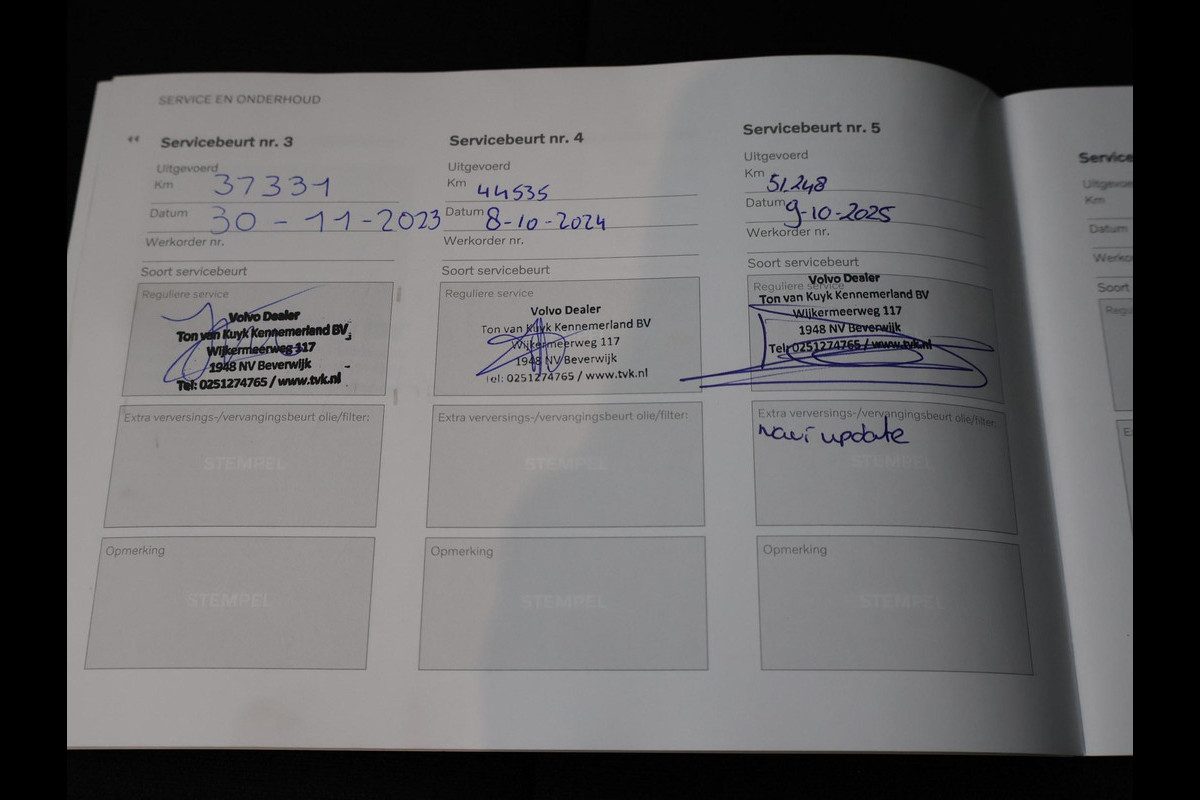 SERVICE EN ONDERHOUD
Servicebeurt nr. 3
Uitgevoerd
Km 37331
Datum 30-11-2023
Werkorder nr.
Soort servicebeurt
Reguliere service
Volvo Dealer
Ton van Kuyk Kennemerland BV
Wijkermeerweg 117
1948 NV Beverwijk
Tel: 0251274765 / www.tvk.nl
Extra verversings-/vervangingsbeurt olie/filter:
STEMPEL
Opmerking
STEMPEL
Servicebeurt nr. 4
Uitgevoerd
Km 44535
Datum 8-10-2024
Werkorder nr.
Soort servicebeurt
Reguliere service
Volvo Dealer
Ton van Kuyk Kennemerland BV
Wijkermeerweg 117
1948 NV Beverwijk
Tel: 0251274765 / www.tvk.nl
Extra verversings-/vervangingsbeurt olie/filter:
STEMPEL
Opmerking
STEMPEL
Servicebeurt nr. 5
Uitgevoerd
Km 51.248
Datum 9-10-2025
Werkorder nr.
Soort servicebeurt
Reguliere service
Volvo Dealer
Ton van Kuyk Kennemerland BV
Wijkermeerweg 117
1948 NV Beverwijk
Tel: 0251274765 / www.tvk.nl
Extra verversings-/vervangingsbeurt olie/filter:
navi update
STEMPEL
Opmerking
STEMPEL
Service
Km
Datum
Soort